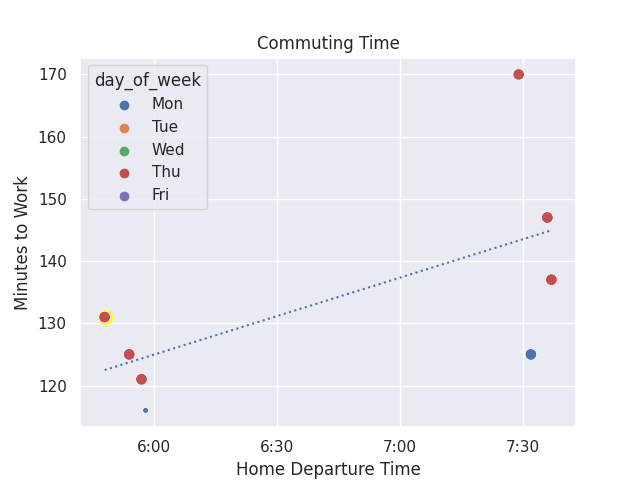 Commuting Time
day_of_week
Mon
Tue
Wed
Thu
Fri
170
160
150
140
130
120
Minutes to Work
6:00
6:30
7:00
7:30
Home Departure Time